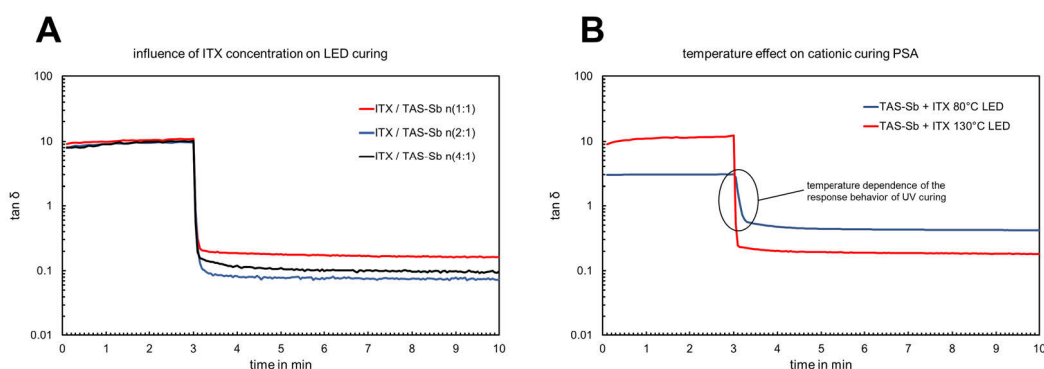 A
influence of ITX concentration on LED curing
100
10
1
0.1
0.01
tan δ
ITX / TAS-Sb n(1:1)
ITX / TAS-Sb n(2:1)
ITX / TAS-Sb n(4:1)
0 1 2 3 4 5 6 7 8 9 10
time in min
B
temperature effect on cationic curing PSA
100
10
1
0.1
0.01
tan δ
TAS-Sb + ITX 80°C LED
TAS-Sb + ITX 130°C LED
temperature dependence of the
response behavior of UV curing
0 1 2 3 4 5 6 7 8 9 10
time in min